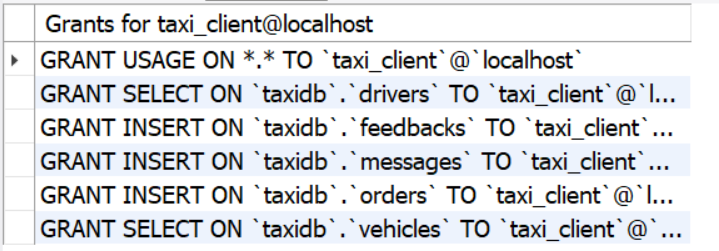 Grants for taxi_client@localhost
GRANT USAGE ON *.* TO `taxi_client`@`localhost`
GRANT SELECT ON `taxidb`.`drivers` TO `taxi_client`@`l...
GRANT INSERT ON `taxidb`.`feedbacks` TO `taxi_client`...
GRANT INSERT ON `taxidb`.`messages` TO `taxi_client`...
GRANT INSERT ON `taxidb`.`orders` TO `taxi_client`@`l...
GRANT SELECT ON `taxidb`.`vehicles` TO `taxi_client`@`...